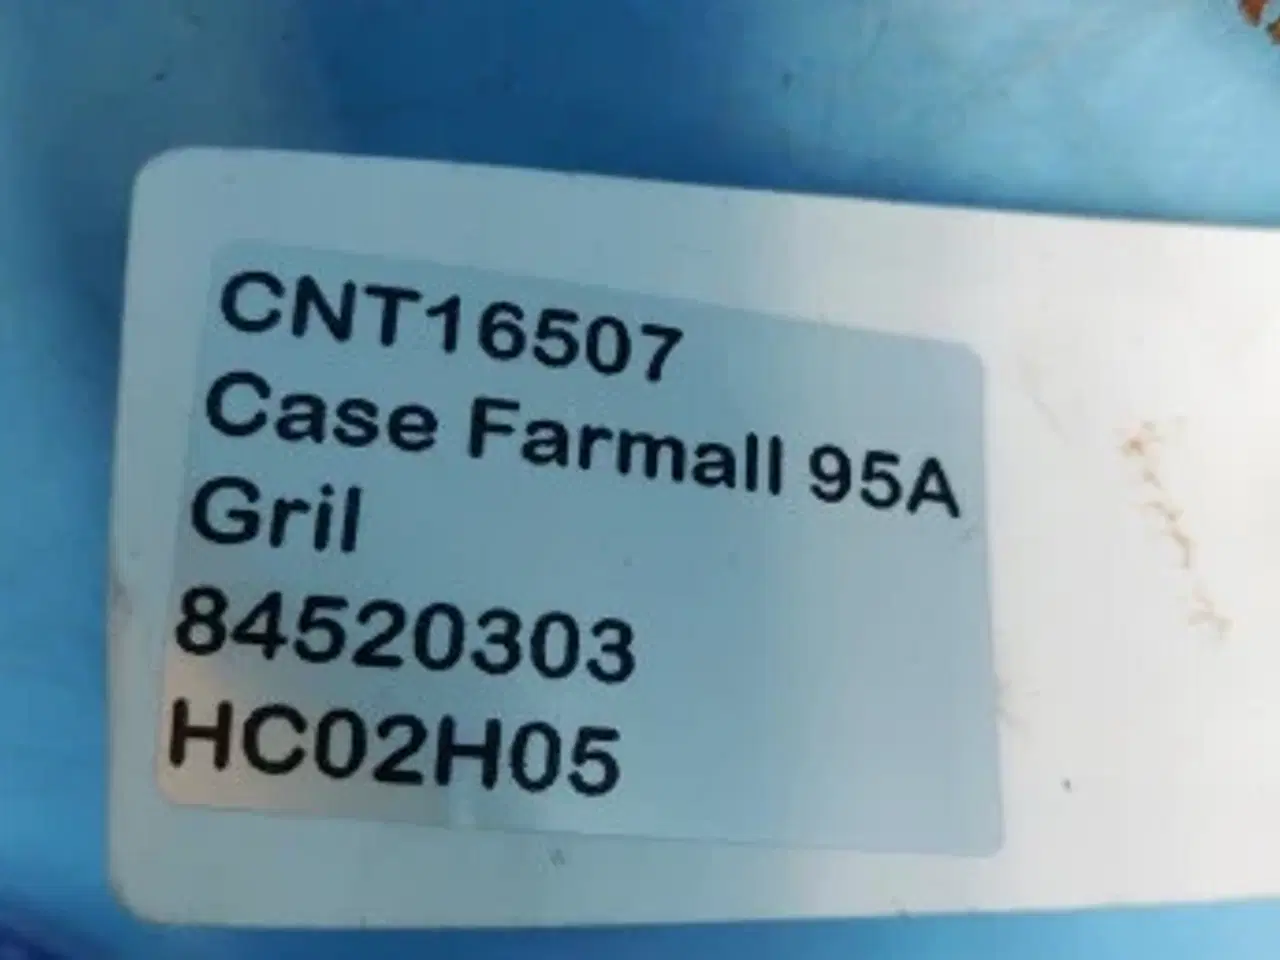 CNT16507
Case Farmall 95A
Gril
84520303
HC02H05